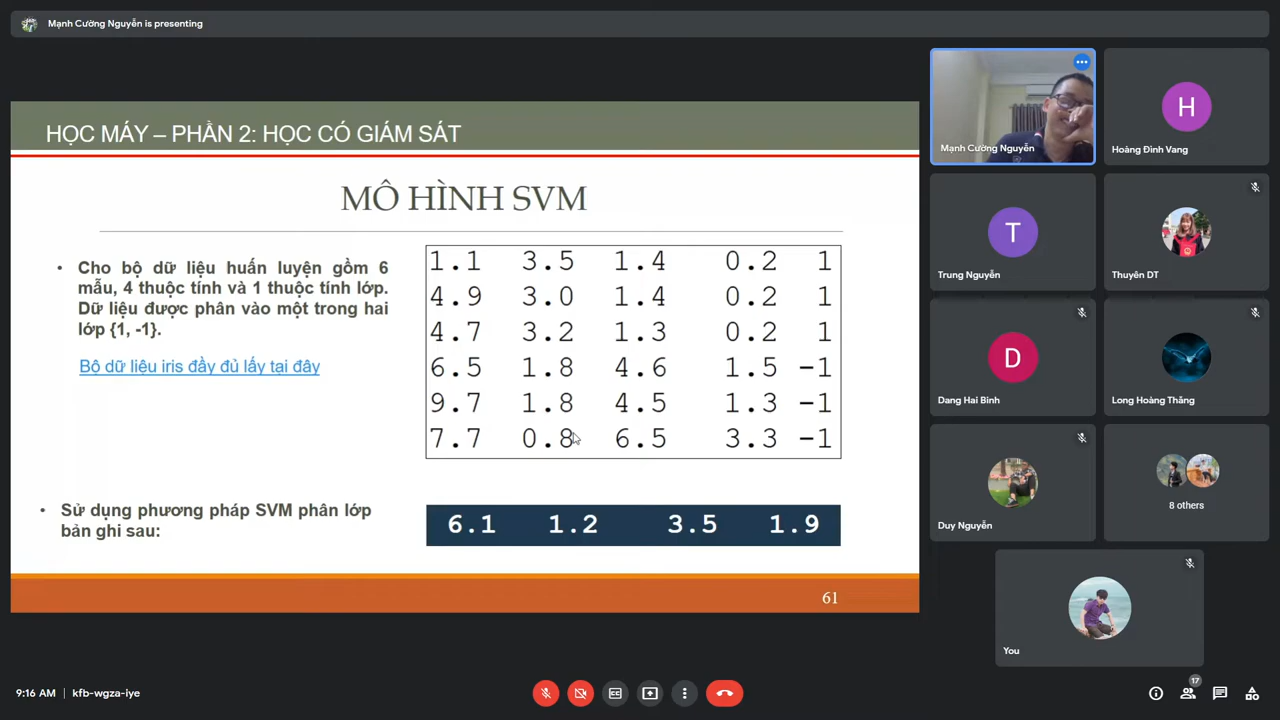 Mạnh Cường Nguyễn is presenting
HỌC MÁY – PHẦN 2: HỌC CÓ GIÁM SÁT
MÔ HÌNH SVM
• Cho bộ dữ liệu huấn luyện gồm 6
mẫu, 4 thuộc tính và 1 thuộc tính lớp.
Dữ liệu được phân vào một trong hai
lớp {1, -1}.
Bộ dữ liệu iris đầy đủ lấy tại đây
1.1 3.5 1.4 0.2 1
4.9 3.0 1.4 0.2 1
4.7 3.2 1.3 0.2 1
6.5 1.8 4.6 1.5 -1
9.7 1.8 4.5 1.3 -1
7.7 0.8 6.5 3.3 -1
• Sử dụng phương pháp SVM phân lớp
bản ghi sau:
6.1 1.2 3.5 1.9
61
Mạnh Cường Nguyễn
H
Hoàng Đình Vang
T
Trung Nguyễn
Thuyên DT
D
Dang Hai Binh
Long Hoàng Thăng
Duy Nguyễn
8 others
You
9:16 AM | kfb-wgza-iye
17